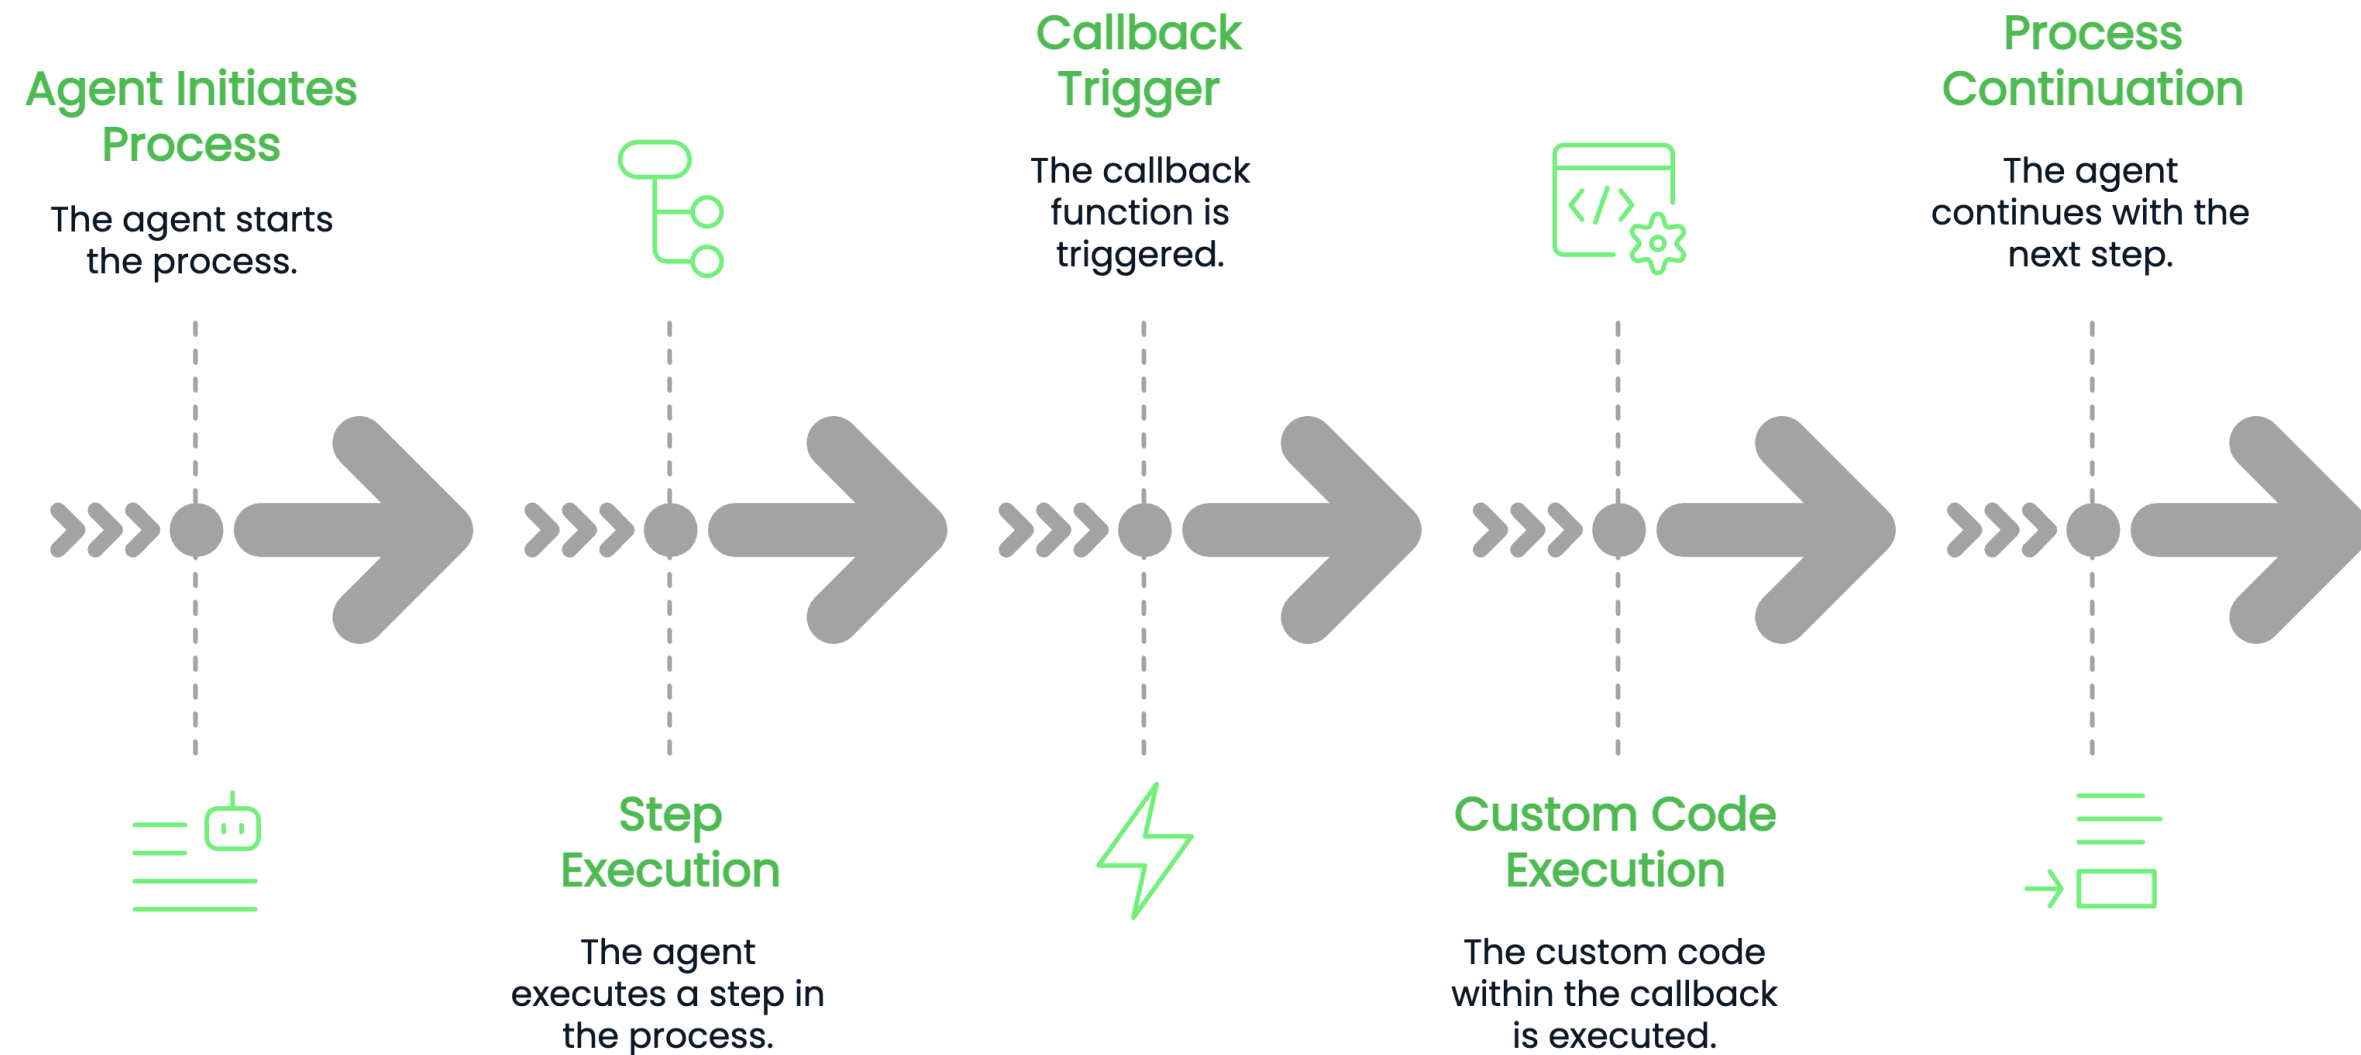 Agent Initiates
Process
The agent starts
the process.
Step
Execution
The agent
executes a step in
the process.
Callback
Trigger
The callback
function is
triggered.
Custom Code
Execution
The custom code
within the callback
is executed.
Process
Continuation
The agent
continues with the
next step.